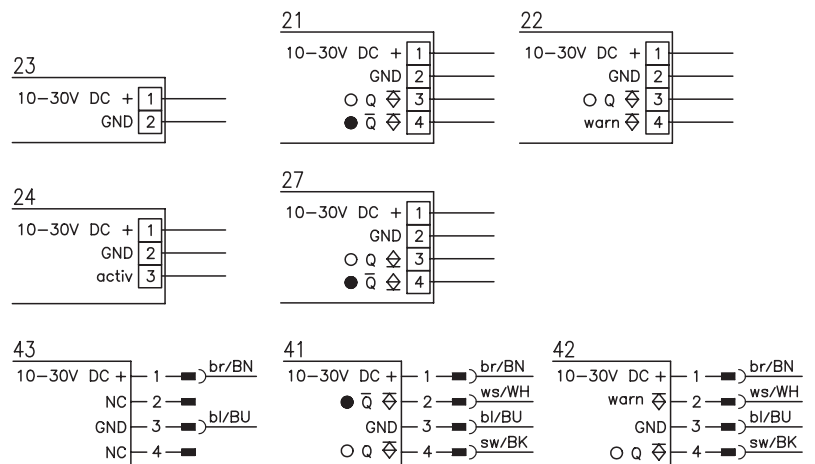 21
10–30V DC + 1
GND 2
Q 3
Q̅ 4
22
10–30V DC + 1
GND 2
Q 3
warn 4
23
10–30V DC + 1
GND 2
24
10–30V DC + 1
GND 2
activ 3
27
10–30V DC + 1
GND 2
Q 3
Q̅ 4
43
10–30V DC + 1 br/BN
NC 2
GND 3 bl/BU
NC 4
41
10–30V DC + 1 br/BN
Q̅ 2 ws/WH
GND 3 bl/BU
Q 4 sw/BK
42
10–30V DC + 1 br/BN
warn 2 ws/WH
GND 3 bl/BU
Q 4 sw/BK